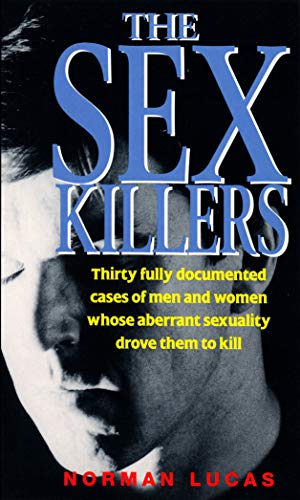 THE
SEX
KILLERS
Thirty fully documented
cases of men and women
whose aberrant sexuality
drove them to kill
NORMAN LUCAS